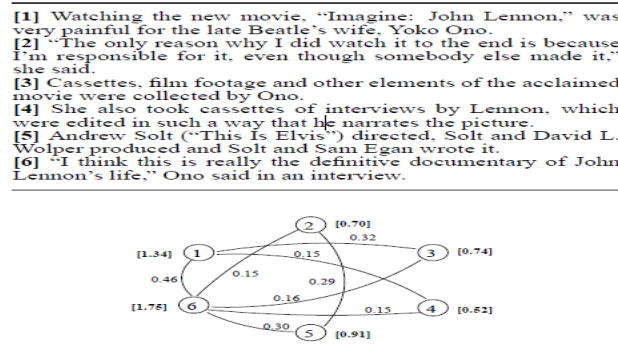 [1] Watching the new movie, “Imagine: John Lennon,” was
very painful for the late Beatle’s wife, Yoko Ono.
[2] “The only reason why I did watch it to the end is because
I’m responsible for it, even though somebody else made it,”
she said.
[3] Cassettes, film footage and other elements of the acclaimed
movie were collected by Ono.
[4] She also took cassettes of interviews by Lennon, which
were edited in such a way that he narrates the picture.
[5] Andrew Solt (“This Is Elvis”) directed, Solt and David L.
Wolper produced and Solt and Sam Egan wrote it.
[6] “I think this is really the definitive documentary of John
Lennon’s life,” Ono said in an interview.
2 [0.70]
0.32
[1.34] 1 0.15 3 [0.74]
0.46 0.15 0.29
0.16
[1.75] 6 0.15 4 [0.52]
0.30 5 [0.91]